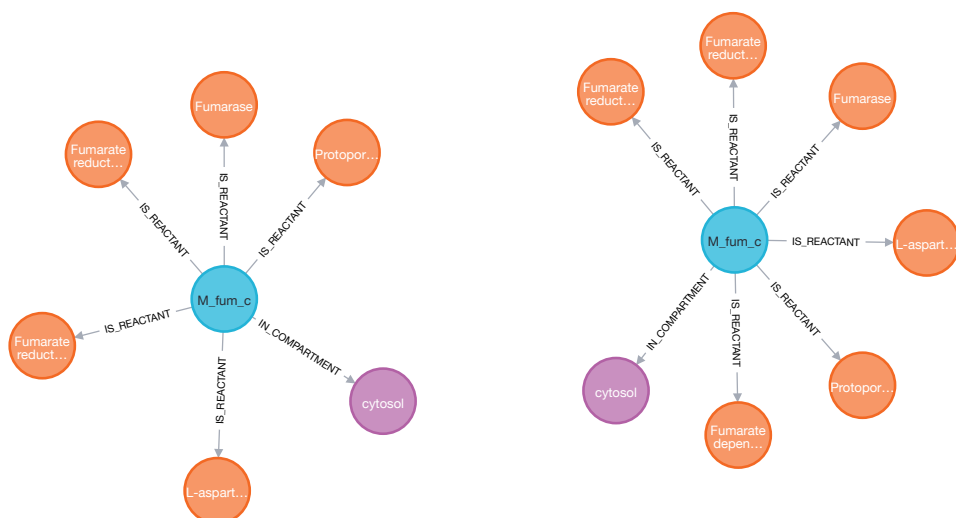 Fumarase
Fumarate
reduct…
Protopor…
IS_REACTANT
IS_REACTANT
IS_REACTANT
M_fum_c
IS_REACTANT
Fumarate
reduct…
IN_COMPARTMENT
IS_REACTANT
cytosol
L-aspart…
Fumarate
reduct…
Fumarate
reduct…
Fumarase
IS_REACTANT
IS_REACTANT
IS_REACTANT
M_fum_c
IS_REACTANT
L-aspart…
IN_COMPARTMENT
IS_REACTANT
IS_REACTANT
cytosol
Protopor…
Fumarate
depen…